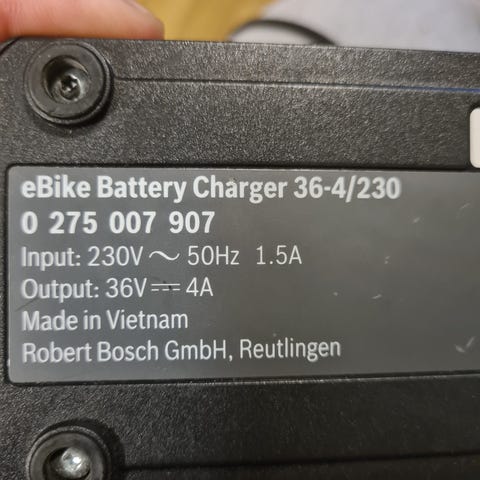 eBike Battery Charger 36-4/230
0 275 007 907
Input: 230V ~ 50Hz 1.5A
Output: 36V ⎓ 4A
Made in Vietnam
Robert Bosch GmbH, Reutlingen